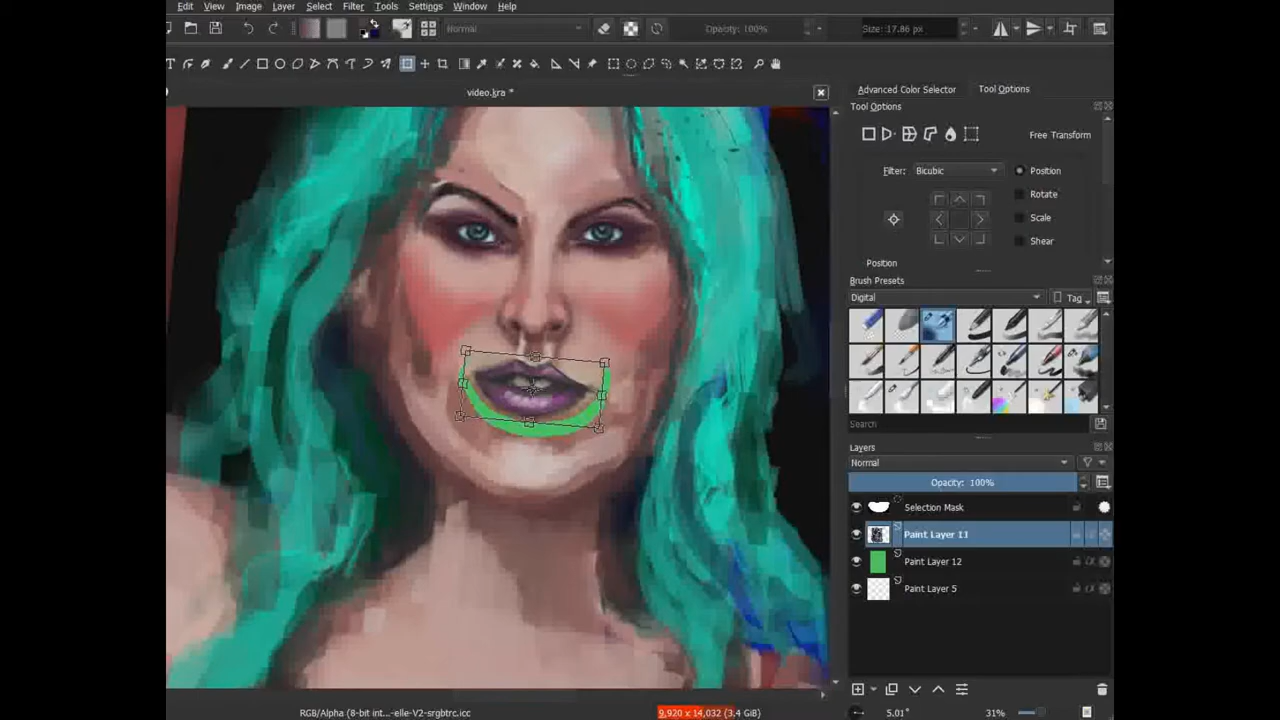 Edit View Image Layer Select Filter Tools Settings Window Help
Normal Opacity: 100% Size: 17.86 px
video.kra *
Advanced Color Selector Tool Options
Tool Options
Free Transform
Filter: Bicubic Position
Rotate
Scale
Shear
Position
Brush Presets
Digital Tag
Search
Layers
Normal
Opacity: 100%
Selection Mask
Paint Layer 11
Paint Layer 12
Paint Layer 5
RGB/Alpha (8-bit int...-elle-V2-srgbtrc.icc 9,920 x 14,032 (3.4 GiB) 5.01° 31%